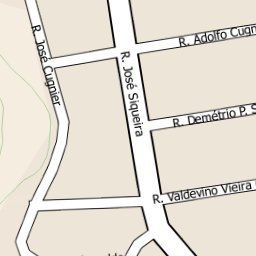 R. Adolfo Cugn
R. José Cugnier
R. José Siqueira
R. Demétrio P. S
R. Valdevino Vieira